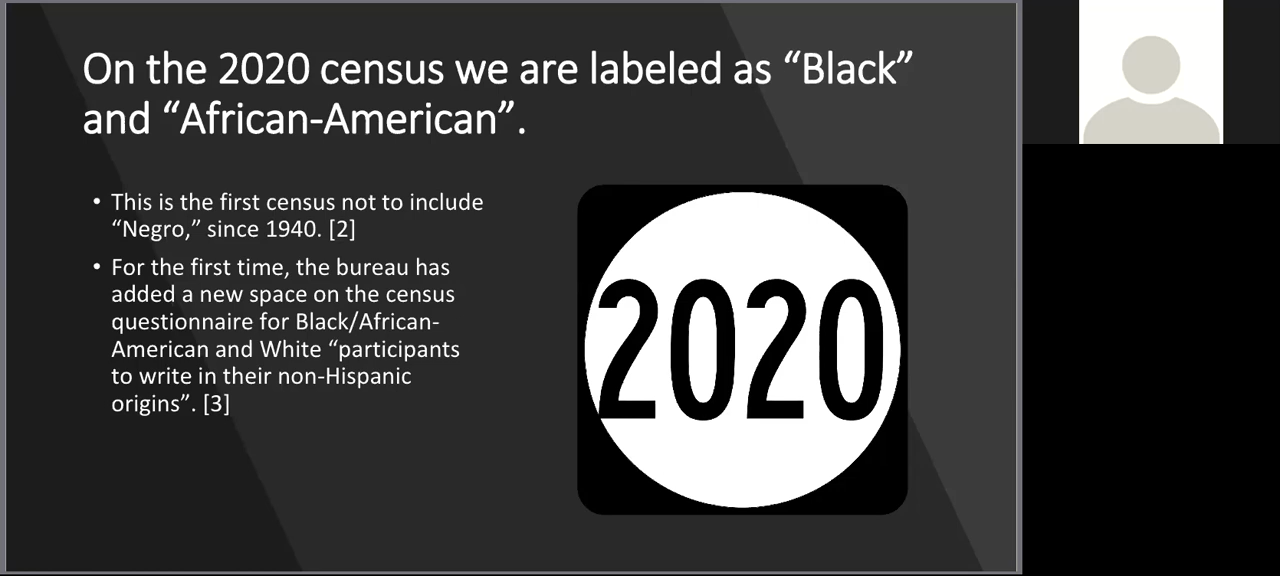 On the 2020 census we are labeled as “Black”
and “African-American”.
• This is the first census not to include
“Negro,” since 1940. [2]
• For the first time, the bureau has
added a new space on the census
questionnaire for Black/African-
American and White “participants
to write in their non-Hispanic
origins”. [3]
2020